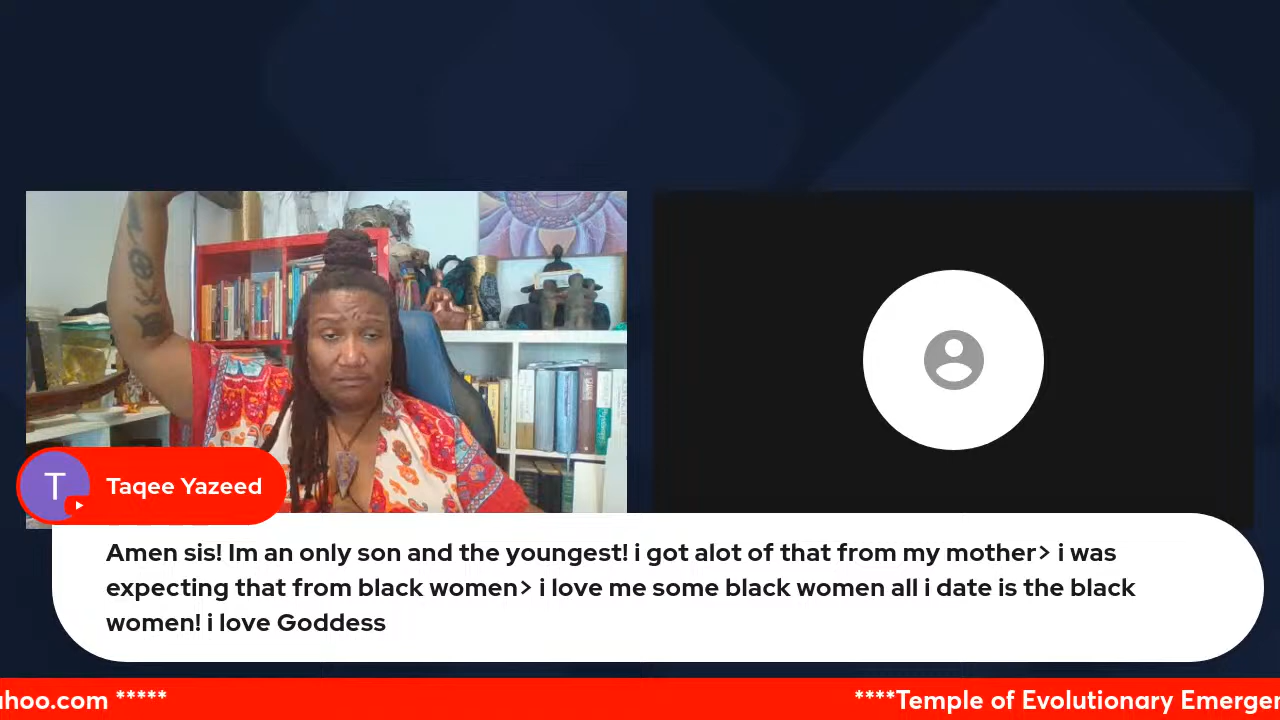 T
Taqee Yazeed
Amen sis! Im an only son and the youngest! i got alot of that from my mother> i was
expecting that from black women> i love me some black women all i date is the black
women! i love Goddess
ahoo.com ***** ****Temple of Evolutionary Emergen